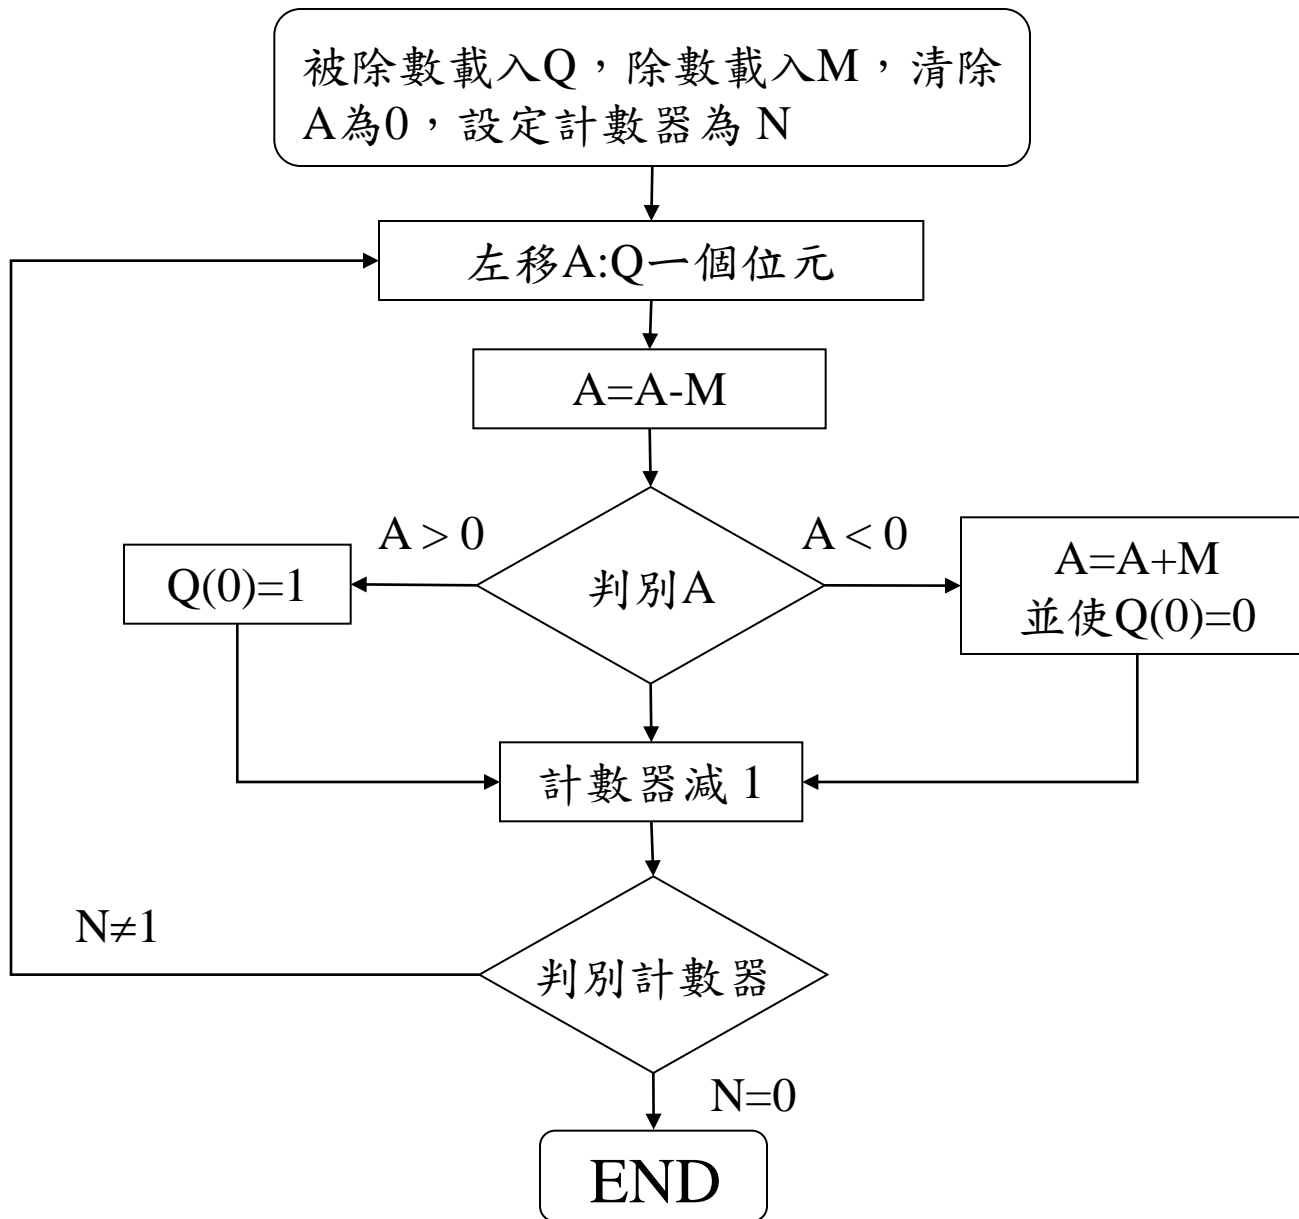 被除數載入Q，除數載入M，清除
A為0，設定計數器為 N
左移A:Q一個位元
A=A-M
A > 0
A < 0
Q(0)=1
判別A
A=A+M
並使Q(0)=0
計數器減 1
N≠1
判別計數器
N=0
END